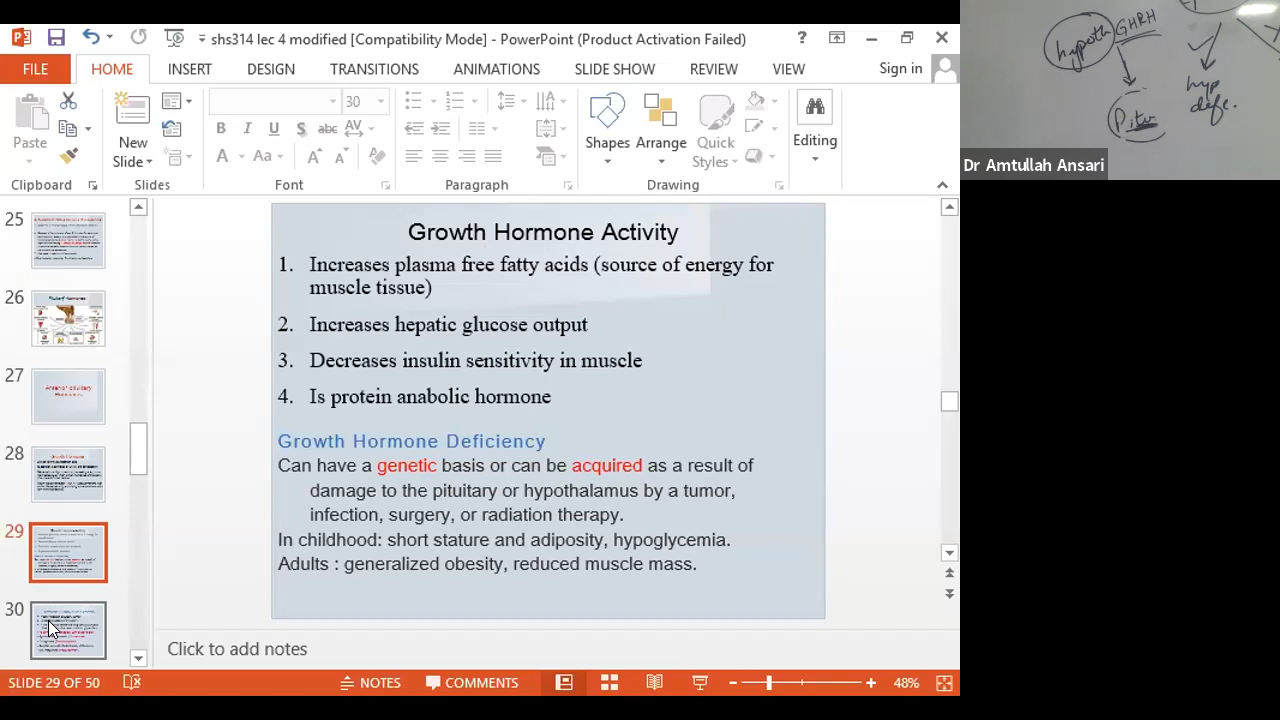 shs314 lec 4 modified [Compatibility Mode] - PowerPoint (Product Activation Failed)
FILE HOME INSERT DESIGN TRANSITIONS ANIMATIONS SLIDE SHOW REVIEW VIEW Sign in
30
Paste New Slide Shapes Arrange Quick Styles Editing
Clipboard Slides Font Paragraph Drawing
25
26
27
Anterior pituitary
Hormones
28
29
30
Growth Hormone Activity
1. Increases plasma free fatty acids (source of energy for
muscle tissue)
2. Increases hepatic glucose output
3. Decreases insulin sensitivity in muscle
4. Is protein anabolic hormone
Growth Hormone Deficiency
Can have a genetic basis or can be acquired as a result of
damage to the pituitary or hypothalamus by a tumor,
infection, surgery, or radiation therapy.
In childhood: short stature and adiposity, hypoglycemia.
Adults : generalized obesity, reduced muscle mass.
Click to add notes
SLIDE 29 OF 50 NOTES COMMENTS 48%
hypoth GHRH
hyp
defe.
Pitu
Dr Amtullah Ansari